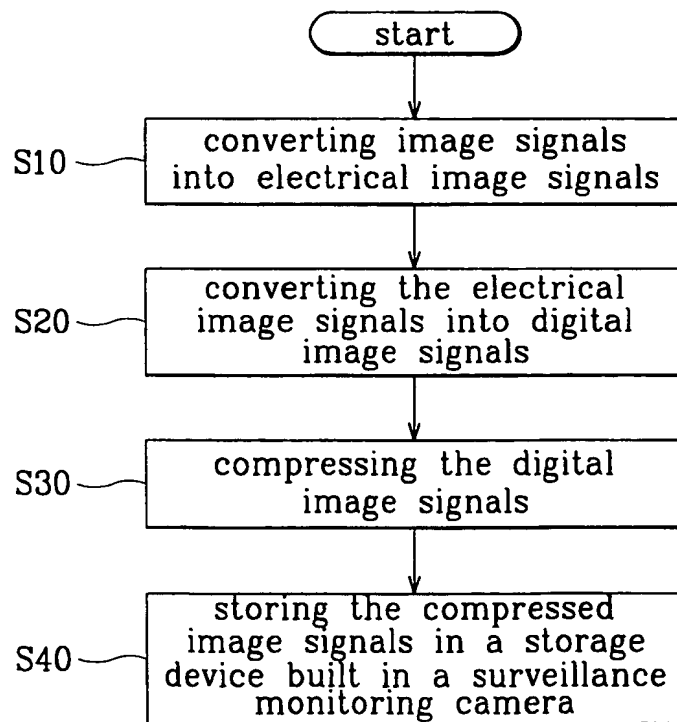 start
S10
converting image signals
into electrical image signals
S20
converting the electrical
image signals into digital
image signals
S30
compressing the digital
image signals
S40
storing the compressed
image signals in a storage
device built in a surveillance
monitoring camera